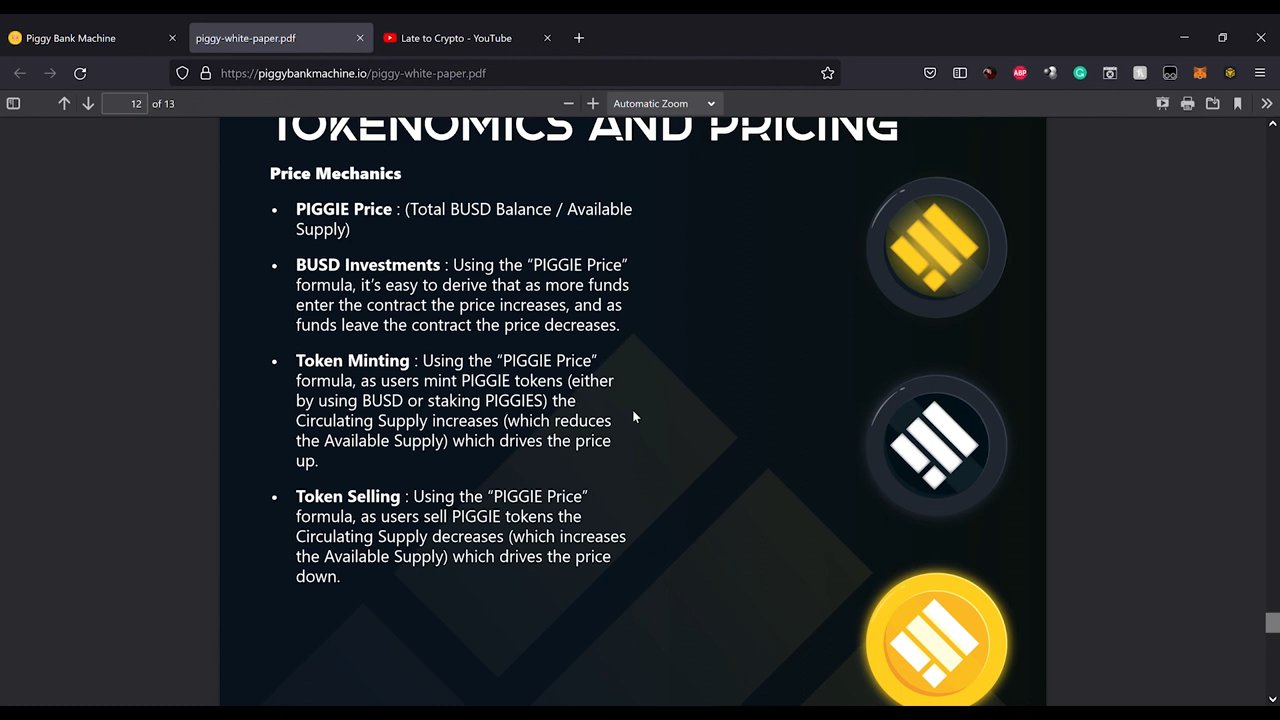 Piggy Bank Machine
piggy-white-paper.pdf
Late to Crypto - YouTube
https://piggybankmachine.io/piggy-white-paper.pdf
ABP
12 of 13
Automatic Zoom
TOKENOMICS AND PRICING
Price Mechanics
• PIGGIE Price : (Total BUSD Balance / Available
Supply)
• BUSD Investments : Using the “PIGGIE Price”
formula, it’s easy to derive that as more funds
enter the contract the price increases, and as
funds leave the contract the price decreases.
• Token Minting : Using the “PIGGIE Price”
formula, as users mint PIGGIE tokens (either
by using BUSD or staking PIGGIES) the
Circulating Supply increases (which reduces
the Available Supply) which drives the price
up.
• Token Selling : Using the “PIGGIE Price”
formula, as users sell PIGGIE tokens the
Circulating Supply decreases (which increases
the Available Supply) which drives the price
down.